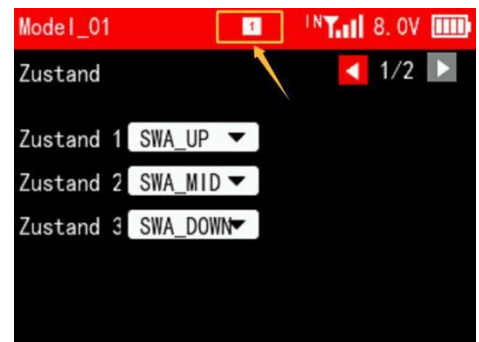 Model_01 1 IN 8.0V
Zustand 1/2
Zustand 1 SWA_UP
Zustand 2 SWA_MID
Zustand 3 SWA_DOWN